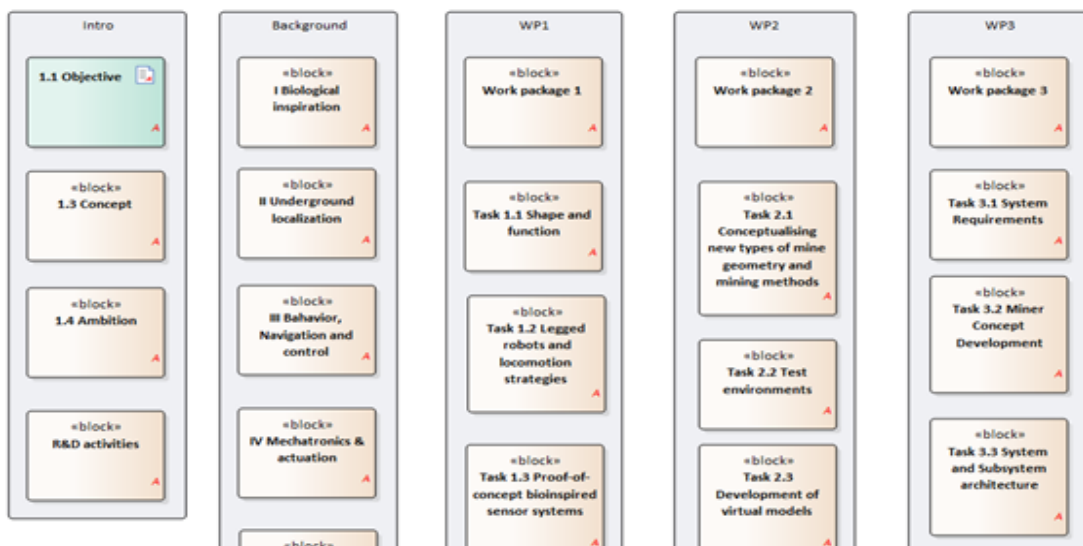 Intro
1.1 Objective
A
«block»
1.3 Concept
A
«block»
1.4 Ambition
A
«block»
R&D activities
A
Background
«block»
I Biological
inspiration
A
«block»
II Underground
localization
A
«block»
III Bahavior,
Navigation and
control
A
«block»
IV Mechatronics &
actuation
A
«block»
WP1
«block»
Work package 1
A
«block»
Task 1.1 Shape and
function
A
«block»
Task 1.2 Legged
robots and
locomotion
strategies
A
«block»
Task 1.3 Proof-of-
concept bioinspired
sensor systems
A
WP2
«block»
Work package 2
A
«block»
Task 2.1
Conceptualising
new types of mine
geometry and
mining methods
A
«block»
Task 2.2 Test
environments
A
«block»
Task 2.3
Development of
virtual models
A
WP3
«block»
Work package 3
A
«block»
Task 3.1 System
Requirements
A
«block»
Task 3.2 Miner
Concept
Development
A
«block»
Task 3.3 System
and Subsystem
architecture
A